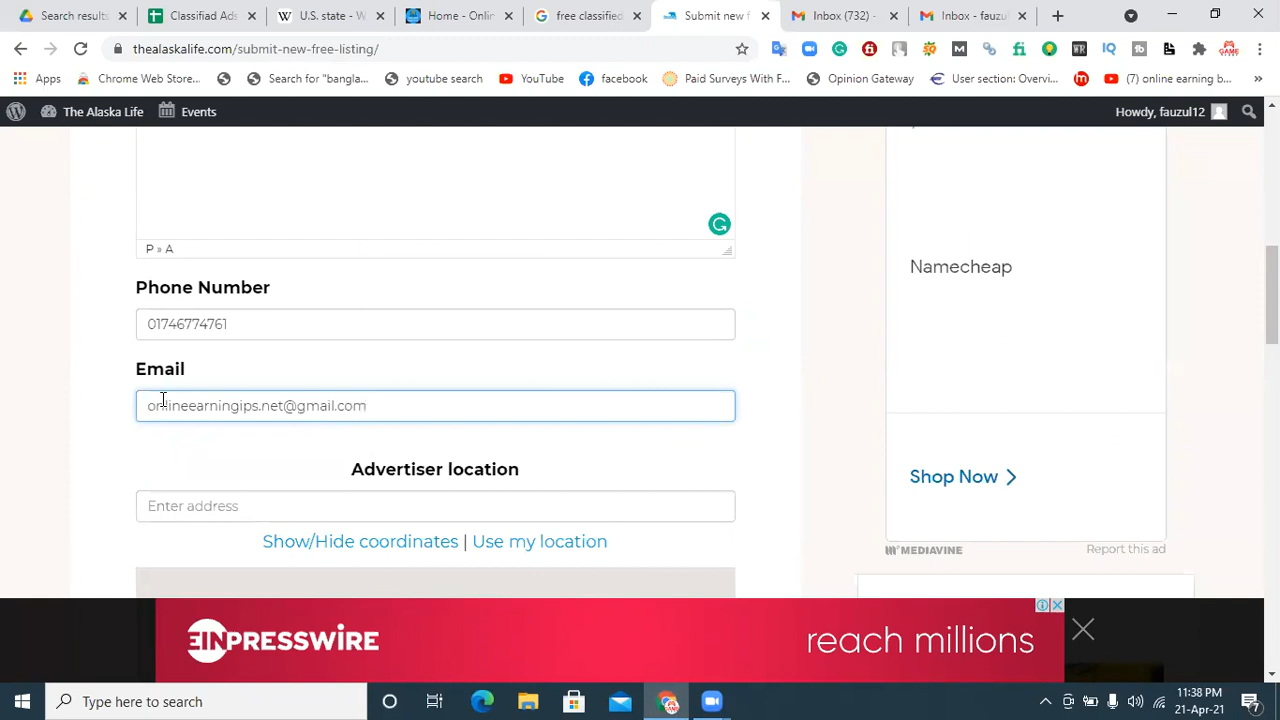 Google Drives
Classified Ads
U.S. state - W
Home - Onlin
free classified
Submit new f
Inbox (732) -
Inbox - fauzul
thealaskalife.com/submit-new-free-listing/
Apps
Chrome Web Store...
Search for "bangla...
youtube search
YouTube
facebook
Paid Surveys With F...
Opinion Gateway
User section: Overvi...
(7) online earning b...
The Alaska Life
Events
Howdy, fauzul12
P » A
Phone Number
01746774761
Email
onlineearningips.net@gmail.com
Advertiser location
Enter address
Show/Hide coordinates | Use my location
Namecheap
Shop Now
MEDIAVINE
Report this ad
EINPRESSWIRE
reach millions
Type here to search
11:38 PM
21-Apr-21
7